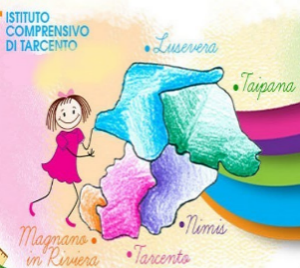 ISTITUTO
COMPRENSIVO
DI TARCENTO
Lusevera
Taipana
Nimis
Tarcento
Magnano
in Riviera